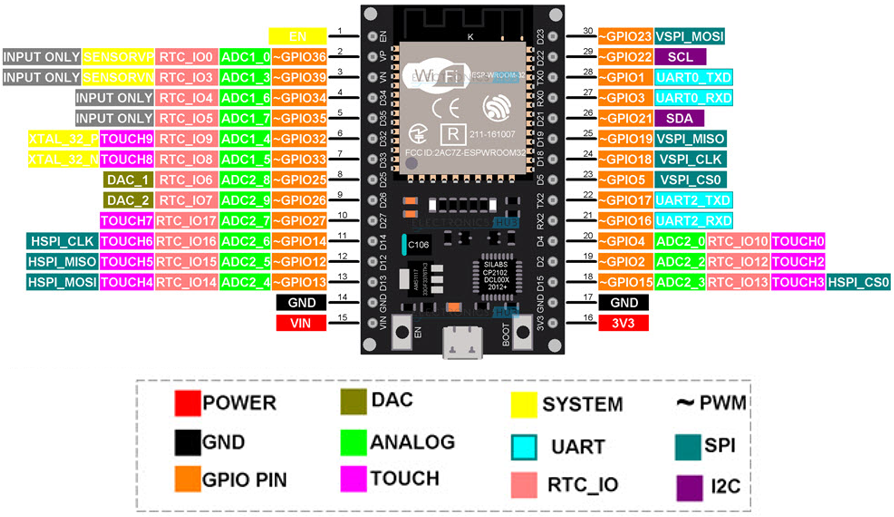 EN 1 EN D23 30 ~GPIO23 VSPI_MOSI
INPUT ONLY SENSORVP RTC_IO0 ADC1_0 ~GPIO36 2 VP D22 29 ~GPIO22 SCL
INPUT ONLY SENSORVN RTC_IO3 ADC1_3 ~GPIO39 3 VN TX0 28 ~GPIO1 UART0_TXD
INPUT ONLY RTC_IO4 ADC1_6 ~GPIO34 4 D34 RX0 27 ~GPIO3 UART0_RXD
INPUT ONLY RTC_IO5 ADC1_7 ~GPIO35 5 D35 D21 26 ~GPIO21 SDA
XTAL_32_P TOUCH9 RTC_IO9 ADC1_4 ~GPIO32 6 D32 D19 25 ~GPIO19 VSPI_MISO
XTAL_32_N TOUCH8 RTC_IO8 ADC1_5 ~GPIO33 7 D33 D18 24 ~GPIO18 VSPI_CLK
DAC_1 RTC_IO6 ADC2_8 ~GPIO25 8 D25 D5 23 ~GPIO5 VSPI_CS0
DAC_2 RTC_IO7 ADC2_9 ~GPIO26 9 D26 TX2 22 ~GPIO17 UART2_TXD
TOUCH7 RTC_IO17 ADC2_7 ~GPIO27 10 D27 RX2 21 ~GPIO16 UART2_RXD
HSPI_CLK TOUCH6 RTC_IO16 ADC2_6 ~GPIO14 11 D14 D4 20 ~GPIO4 ADC2_0 RTC_IO10 TOUCH0
HSPI_MISO TOUCH5 RTC_IO15 ADC2_5 ~GPIO12 12 D12 D2 19 ~GPIO2 ADC2_2 RTC_IO12 TOUCH2
HSPI_MOSI TOUCH4 RTC_IO14 ADC2_4 ~GPIO13 13 D13 D15 18 ~GPIO15 ADC2_3 RTC_IO13 TOUCH3 HSPI_CS0
GND 14 GND GND 17 GND
VIN 15 VIN 3V3 16 3V3
K
WiFi ESP-WROOM-32
CE
R 211-161007
FCC ID:2AC7Z-ESPWROOM32
ELECTRONICS HUB
C106
AMS1117
SILABS
CP2102
DCL00X
2012+
EN
BOOT
POWER DAC SYSTEM ~ PWM
GND ANALOG UART SPI
GPIO PIN TOUCH RTC_IO I2C